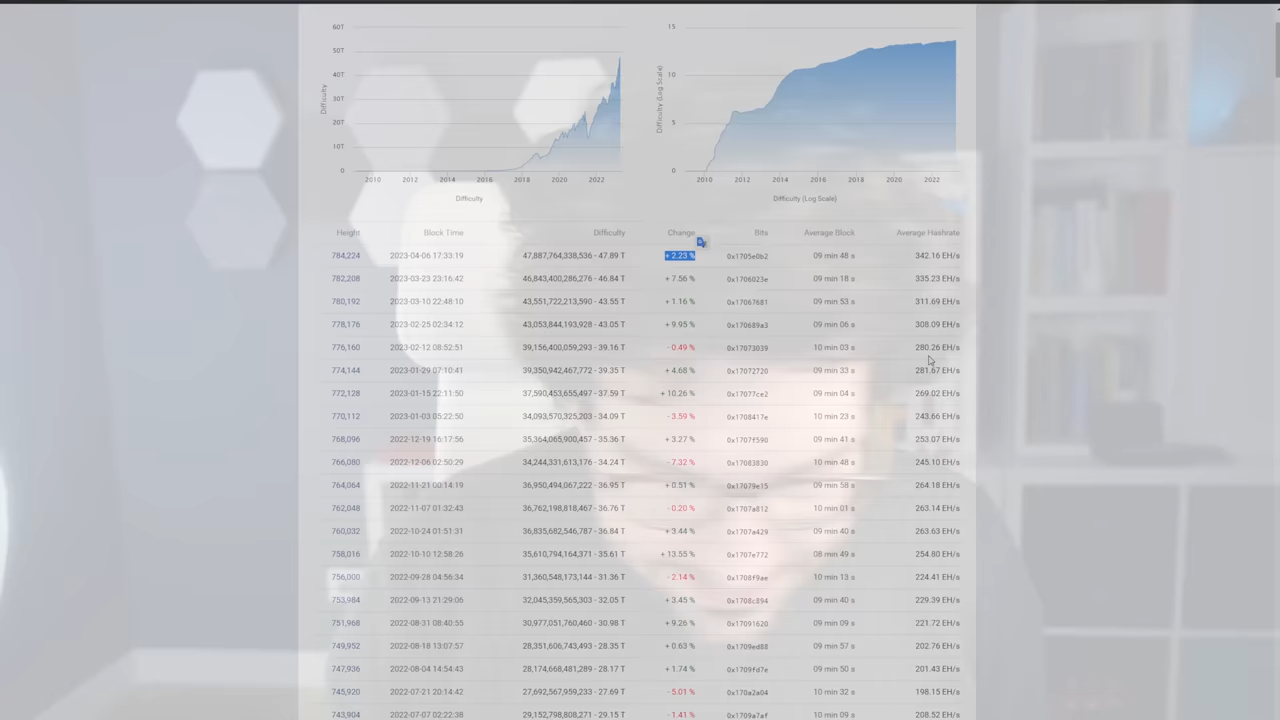 60T
50T
40T
30T
20T
10T
0
Difficulty
2010 2012 2014 2016 2018 2020 2022
Difficulty
15
10
5
0
Difficulty (Log Scale)
2010 2012 2014 2016 2018 2020 2022
Difficulty (Log Scale)
Height Block Time Difficulty Change Bits Average Block Average Hashrate
784,224 2023-04-06 17:33:19 47,887,764,338,536 - 47.89 T + 2.23 % 0x1705e0b2 09 min 48 s 342.16 EH/s
782,208 2023-03-23 23:16:42 46,843,400,286,276 - 46.84 T + 7.56 % 0x1706023e 09 min 18 s 335.23 EH/s
780,192 2023-03-10 22:48:10 43,551,722,213,590 - 43.55 T + 1.16 % 0x17067681 09 min 53 s 311.69 EH/s
778,176 2023-02-25 02:34:12 43,053,844,193,928 - 43.05 T + 9.95 % 0x170689a3 09 min 06 s 308.09 EH/s
776,160 2023-02-12 08:52:51 39,156,400,059,293 - 39.16 T - 0.49 % 0x17073039 10 min 03 s 280.26 EH/s
774,144 2023-01-29 07:10:41 39,350,942,467,772 - 39.35 T + 4.68 % 0x17072720 09 min 33 s 281.67 EH/s
772,128 2023-01-15 22:11:50 37,590,453,655,497 - 37.59 T + 10.26 % 0x17077ce2 09 min 04 s 269.02 EH/s
770,112 2023-01-03 05:22:50 34,093,570,325,203 - 34.09 T - 3.59 % 0x1708417e 10 min 23 s 243.66 EH/s
768,096 2022-12-19 16:17:56 35,364,065,900,457 - 35.36 T + 3.27 % 0x1707f590 09 min 41 s 253.07 EH/s
766,080 2022-12-06 02:50:29 34,244,331,613,176 - 34.24 T - 7.32 % 0x17083830 10 min 48 s 245.10 EH/s
764,064 2022-11-21 00:14:19 36,950,494,067,222 - 36.95 T + 0.51 % 0x17079e15 09 min 58 s 264.18 EH/s
762,048 2022-11-07 01:32:43 36,762,198,818,467 - 36.76 T - 0.20 % 0x1707a812 10 min 01 s 263.14 EH/s
760,032 2022-10-24 01:51:31 36,835,682,546,787 - 36.84 T + 3.44 % 0x1707a429 09 min 40 s 263.63 EH/s
758,016 2022-10-10 12:58:26 35,610,794,164,371 - 35.61 T + 13.55 % 0x1707e772 08 min 49 s 254.80 EH/s
756,000 2022-09-28 04:56:34 31,360,548,173,144 - 31.36 T - 2.14 % 0x1708f9ae 10 min 13 s 224.41 EH/s
753,984 2022-09-13 21:29:06 32,045,359,565,303 - 32.05 T + 3.45 % 0x1708c894 09 min 40 s 229.39 EH/s
751,968 2022-08-31 08:40:55 30,977,051,760,460 - 30.98 T + 9.26 % 0x17091620 09 min 09 s 221.72 EH/s
749,952 2022-08-18 13:07:57 28,351,606,743,493 - 28.35 T + 0.63 % 0x1709ed88 09 min 57 s 202.76 EH/s
747,936 2022-08-04 14:54:43 28,174,668,481,289 - 28.17 T + 1.74 % 0x1709fd7e 09 min 50 s 201.43 EH/s
745,920 2022-07-21 20:14:42 27,692,567,959,233 - 27.69 T - 5.01 % 0x170a2a04 10 min 32 s 198.15 EH/s
743,904 2022-07-07 02:22:38 29,152,798,808,271 - 29.15 T - 1.41 % 0x1709a7af 10 min 09 s 208.52 EH/s